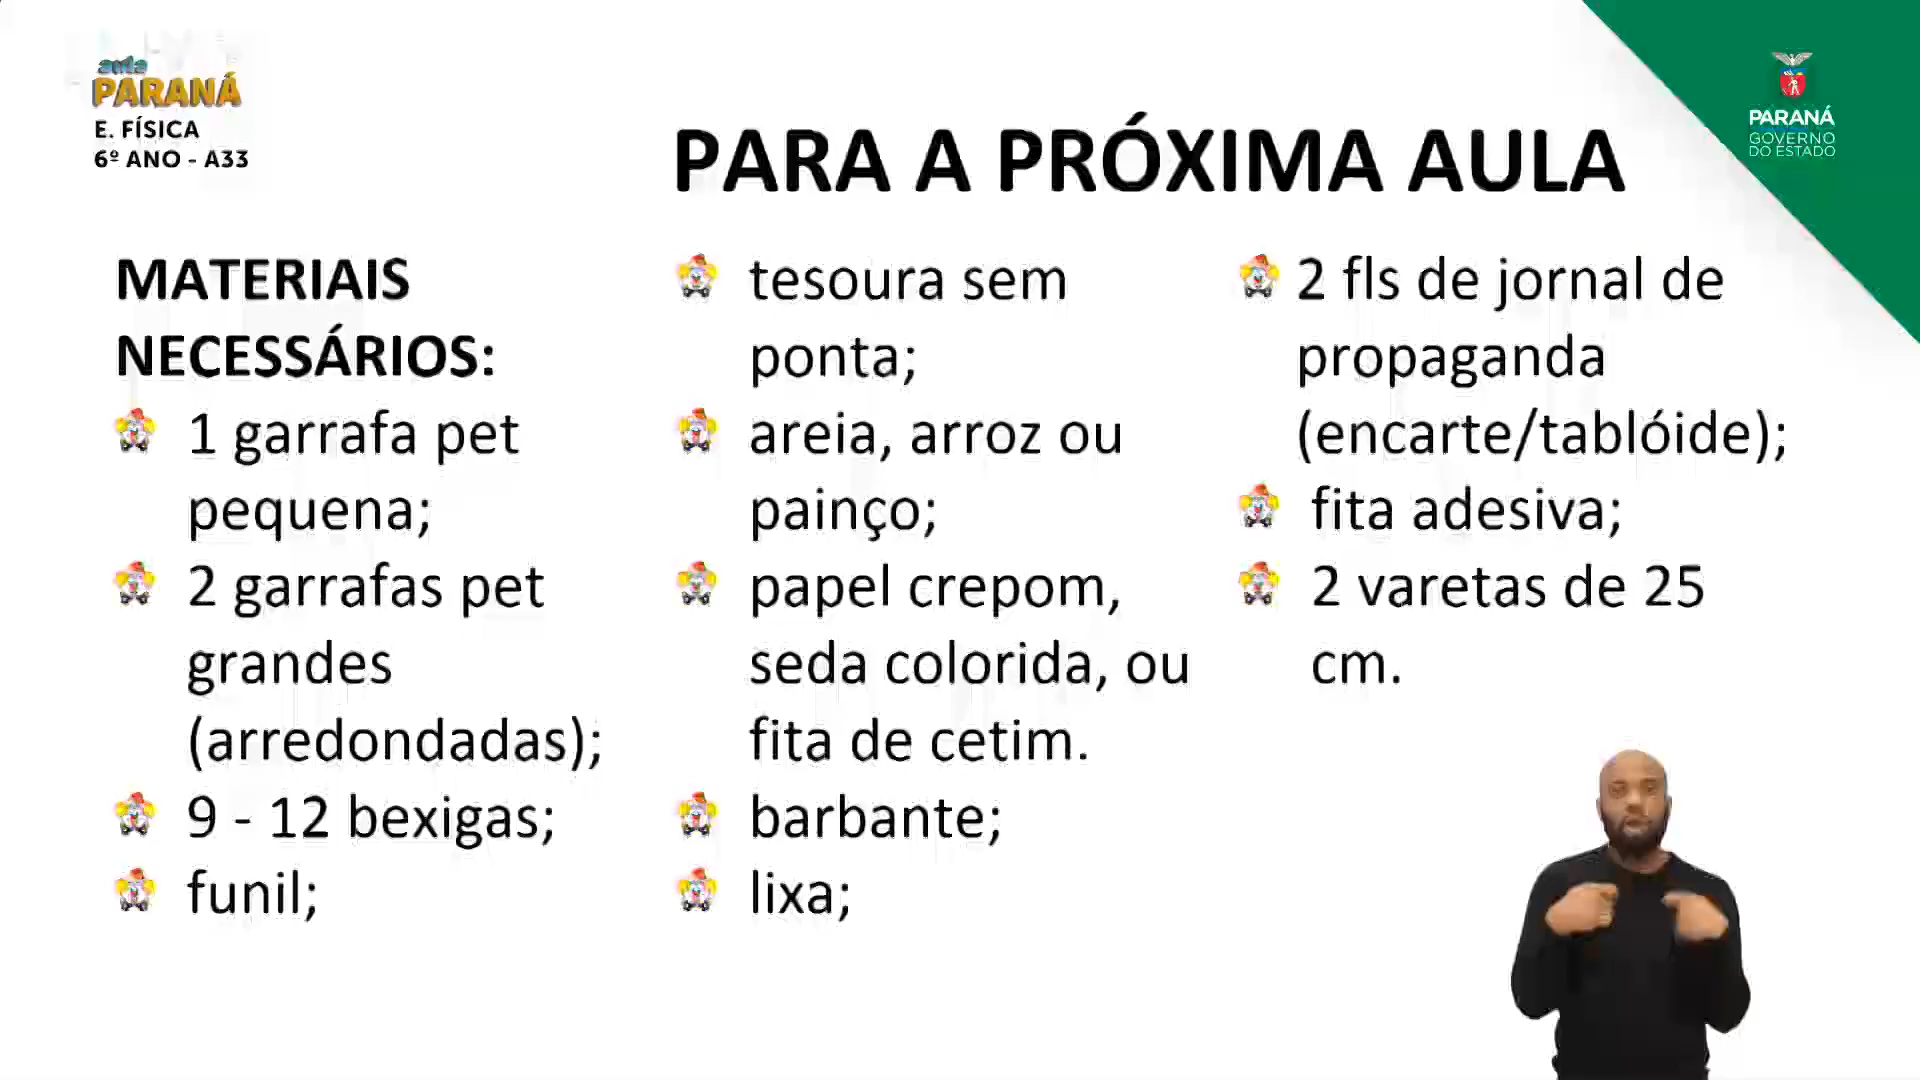 aula
PARANÁ
E. FÍSICA
6º ANO - A33
PARA A PRÓXIMA AULA
PARANÁ
GOVERNO
DO ESTADO
MATERIAIS
NECESSÁRIOS:
1 garrafa pet
pequena;
2 garrafas pet
grandes
(arredondadas);
9 - 12 bexigas;
funil;
tesoura sem
ponta;
areia, arroz ou
painço;
papel crepom,
seda colorida, ou
fita de cetim.
barbante;
lixa;
2 fls de jornal de
propaganda
(encarte/tablóide);
fita adesiva;
2 varetas de 25
cm.